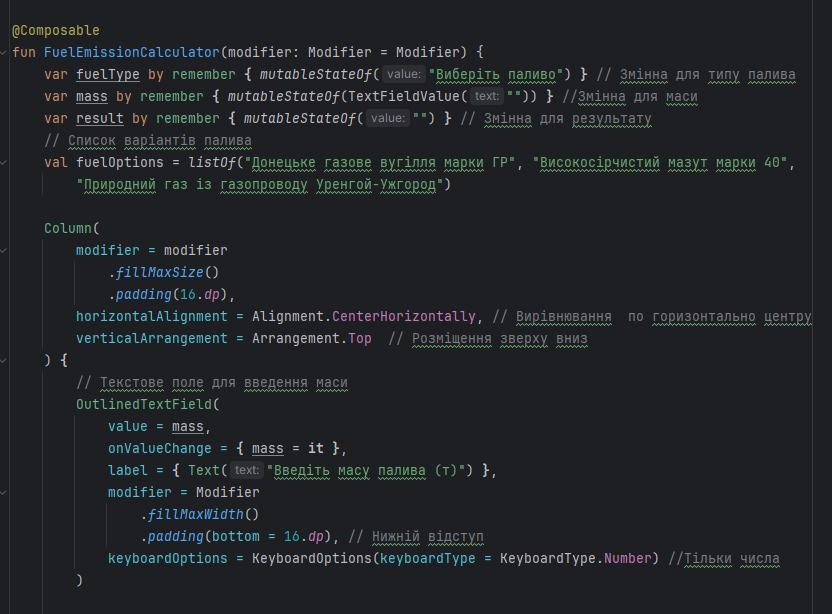 @Composable
fun FuelEmissionCalculator(modifier: Modifier = Modifier) {
    var fuelType by remember { mutableStateOf( value: "Виберіть паливо") } // Змінна для типу палива
    var mass by remember { mutableStateOf(TextFieldValue( text: "")) } //Змінна для маси
    var result by remember { mutableStateOf( value: "") } // Змінна для результату
    // Список варіантів палива
    val fuelOptions = listOf("Донецьке газове вугілля марки ГР", "Високосірчистий мазут марки 40",
        "Природний газ із газопроводу Уренгой-Ужгород")

    Column(
        modifier = modifier
            .fillMaxSize()
            .padding(16.dp),
        horizontalAlignment = Alignment.CenterHorizontally, // Вирівнювання  по горизонтально центру
        verticalArrangement = Arrangement.Top  // Розміщення зверху вниз
    ) {
        // Текстове поле для введення маси
        OutlinedTextField(
            value = mass,
            onValueChange = { mass = it },
            label = { Text( text: "Введіть масу палива (т)") },
            modifier = Modifier
                .fillMaxWidth()
                .padding(bottom = 16.dp), // Нижній відступ
            keyboardOptions = KeyboardOptions(keyboardType = KeyboardType.Number) //Тільки числа
        )